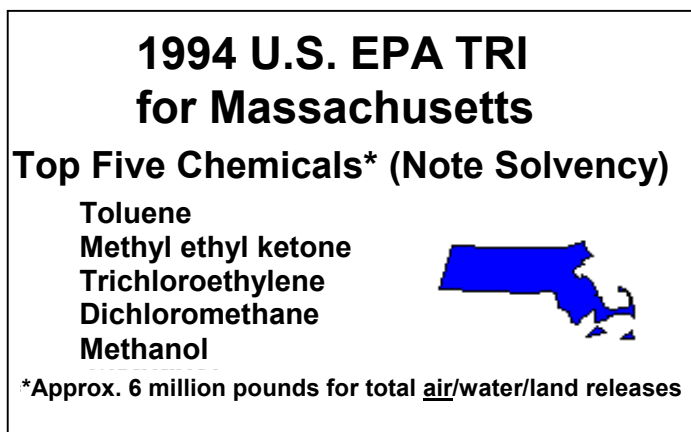 1994 U.S. EPA TRI
for Massachusetts
Top Five Chemicals* (Note Solvency)
Toluene
Methyl ethyl ketone
Trichloroethylene
Dichloromethane
Methanol
*Approx. 6 million pounds for total air/water/land releases